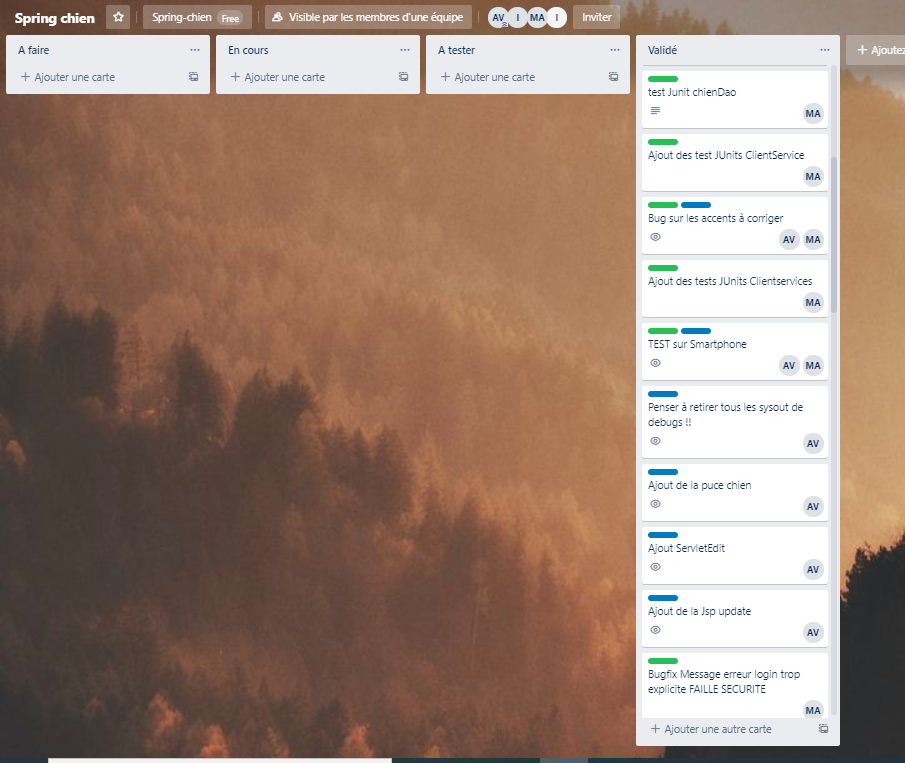 Spring chien
Spring-chien Free
Visible par les membres d'une équipe
AV I MA I
Inviter
A faire
Ajouter une carte
En cours
Ajouter une carte
A tester
Ajouter une carte
Validé
test Junit chienDao
MA
Ajout des test JUnits ClientService
MA
Bug sur les accents à corriger
AV MA
Ajout des tests JUnits Clientservices
MA
TEST sur Smartphone
AV MA
Penser à retirer tous les sysout de
debugs !!
AV
Ajout de la puce chien
AV
Ajout ServletEdit
AV
Ajout de la Jsp update
AV
Bugfix Message erreur login trop
explicite FAILLE SECURITE
MA
Ajouter une autre carte
Ajoutez